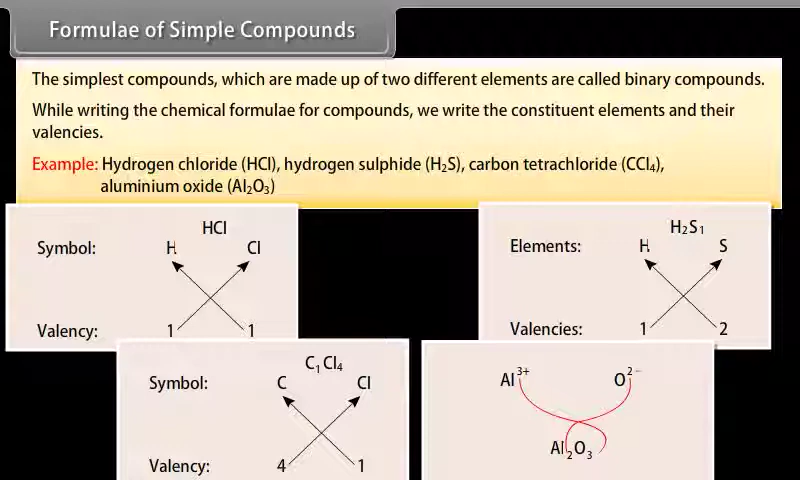 Formulae of Simple Compounds
The simplest compounds, which are made up of two different elements are called binary compounds.
While writing the chemical formulae for compounds, we write the constituent elements and their
valencies.
Example: Hydrogen chloride (HCl), hydrogen sulphide (H₂S), carbon tetrachloride (CCl₄),
aluminium oxide (Al₂O₃)
HCl
Symbol: H Cl
Valency: 1 1
H₂S₁
Elements: H S
Valencies: 1 2
C₁Cl₄
Symbol: C Cl
Valency: 4 1
Al³⁺ O²⁻
Al₂O₃